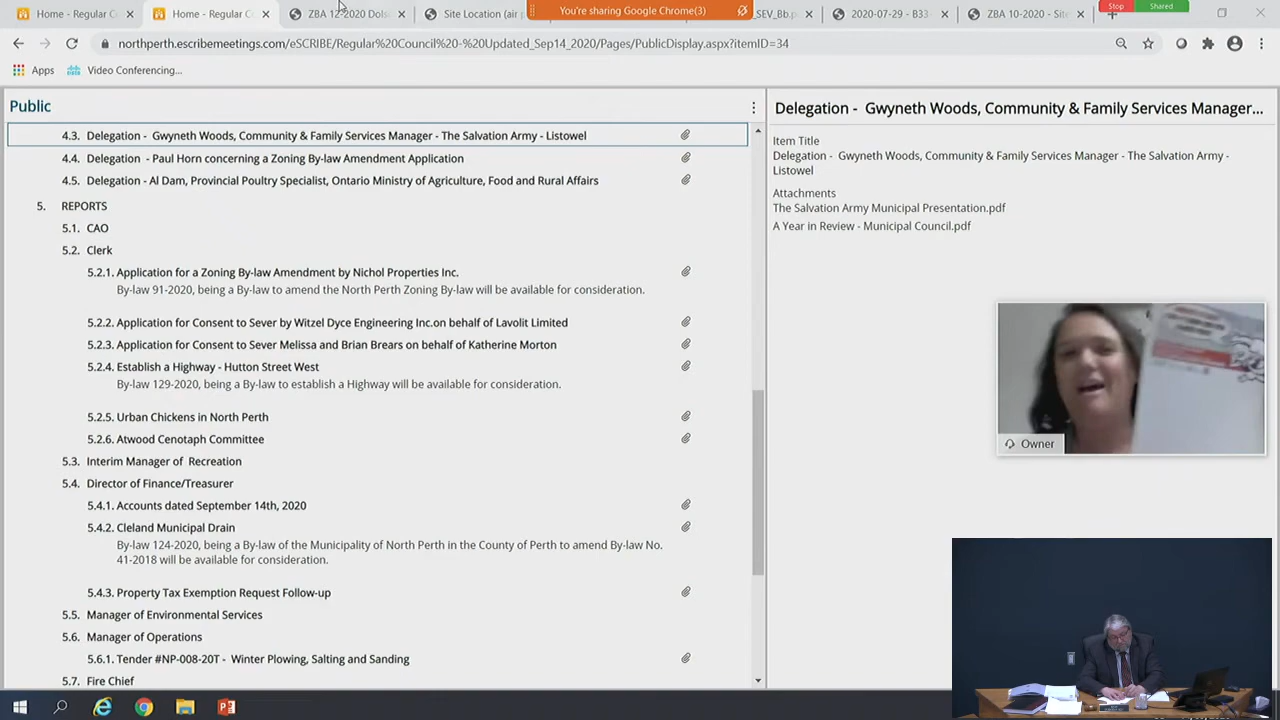 Home - Regular C
Home - Regular C
ZBA 12-2020 Dols
Site Location (air p
You're sharing Google Chrome(3)
_SEV_Bb.p
2020-07-29 - B33
ZBA 10-2020 - Site
Stop
Shared
northperth.escribemeetings.com/eSCRIBE/Regular%20Council%20-%20Updated_Sep14_2020/Pages/PublicDisplay.aspx?itemID=34
Apps
Video Conferencing...
Public
4.3. Delegation - Gwyneth Woods, Community & Family Services Manager - The Salvation Army - Listowel
4.4. Delegation - Paul Horn concerning a Zoning By-law Amendment Application
4.5. Delegation - Al Dam, Provincial Poultry Specialist, Ontario Ministry of Agriculture, Food and Rural Affairs
5. REPORTS
5.1. CAO
5.2. Clerk
5.2.1. Application for a Zoning By-law Amendment by Nichol Properties Inc.
By-law 91-2020, being a By-law to amend the North Perth Zoning By-law will be available for consideration.
5.2.2. Application for Consent to Sever by Witzel Dyce Engineering Inc.on behalf of Lavolit Limited
5.2.3. Application for Consent to Sever Melissa and Brian Brears on behalf of Katherine Morton
5.2.4. Establish a Highway - Hutton Street West
By-law 129-2020, being a By-law to establish a Highway will be available for consideration.
5.2.5. Urban Chickens in North Perth
5.2.6. Atwood Cenotaph Committee
5.3. Interim Manager of Recreation
5.4. Director of Finance/Treasurer
5.4.1. Accounts dated September 14th, 2020
5.4.2. Cleland Municipal Drain
By-law 124-2020, being a By-law of the Municipality of North Perth in the County of Perth to amend By-law No.
41-2018 will be available for consideration.
5.4.3. Property Tax Exemption Request Follow-up
5.5. Manager of Environmental Services
5.6. Manager of Operations
5.6.1. Tender #NP-008-20T - Winter Plowing, Salting and Sanding
5.7. Fire Chief
Delegation - Gwyneth Woods, Community & Family Services Manager...
Item Title
Delegation - Gwyneth Woods, Community & Family Services Manager - The Salvation Army -
Listowel
Attachments
The Salvation Army Municipal Presentation.pdf
A Year in Review - Municipal Council.pdf
Owner